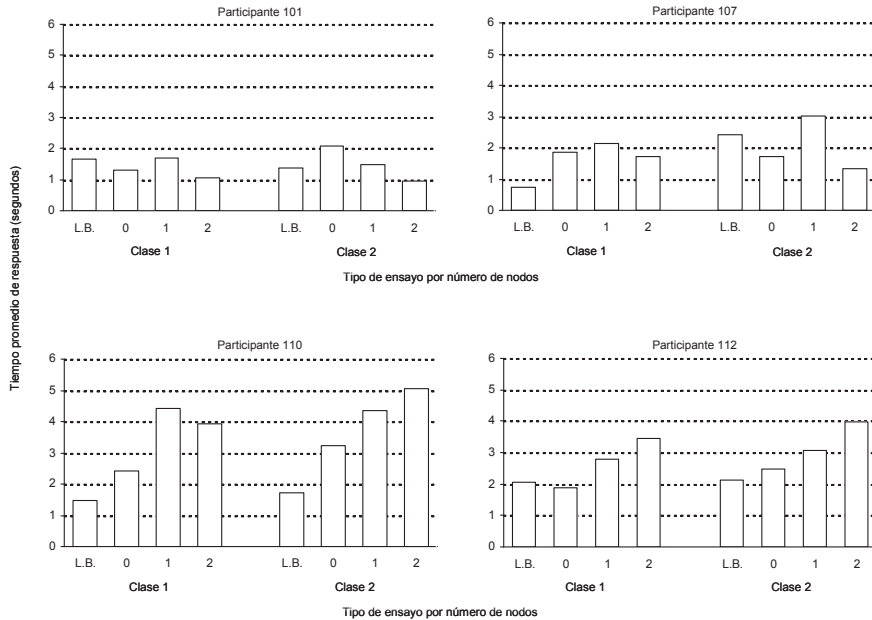 Tiempo promedio de respuesta (segundos)
Participante 101
6
5
4
3
2
1
0
L.B. 0 1 2 L.B. 0 1 2
Clase 1 Clase 2
Participante 107
6
5
4
3
2
1
0
L.B. 0 1 2 L.B. 0 1 2
Clase 1 Clase 2
Tipo de ensayo por número de nodos
Participante 110
6
5
4
3
2
1
0
L.B. 0 1 2 L.B. 0 1 2
Clase 1 Clase 2
Participante 112
6
5
4
3
2
1
0
L.B. 0 1 2 L.B. 0 1 2
Clase 1 Clase 2
Tipo de ensayo por número de nodos